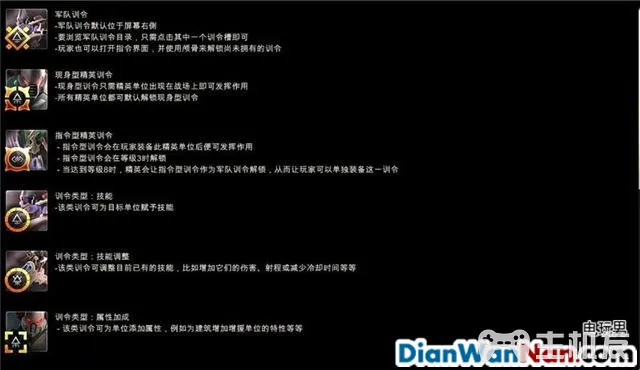 军队训令
-军队训令默认位于屏幕右侧
-要浏览军队训令目录，只需点击其中一个训令槽即可
-玩家也可以打开指令界面，并使用颅骨来解锁尚未拥有的训令
现身型精英训令
-现身型训令只需精英单位出现在战场上即可发挥作用
-所有精英单位都可默认解锁现身型训令
指令型精英训令
- 指令型训令会在玩家装备此精英单位后便可发挥作用
- 指令型训令会在等级3时解锁
- 当达到等级8时，精英会让指令型训令作为军队训令解锁，从而让玩家可以单独装备这一训令
训令类型：技能
-该类训令可为目标单位赋予技能
训令类型：技能调整
- 该类训令可调整目前已有的技能，比如增加它们的伤害、射程或减少冷却时间等等
训令类型：属性加成
- 该类训令可为单位添加属性，例如为建筑增加增援单位的特性等等
电玩男
主机发
DianWanNan.com